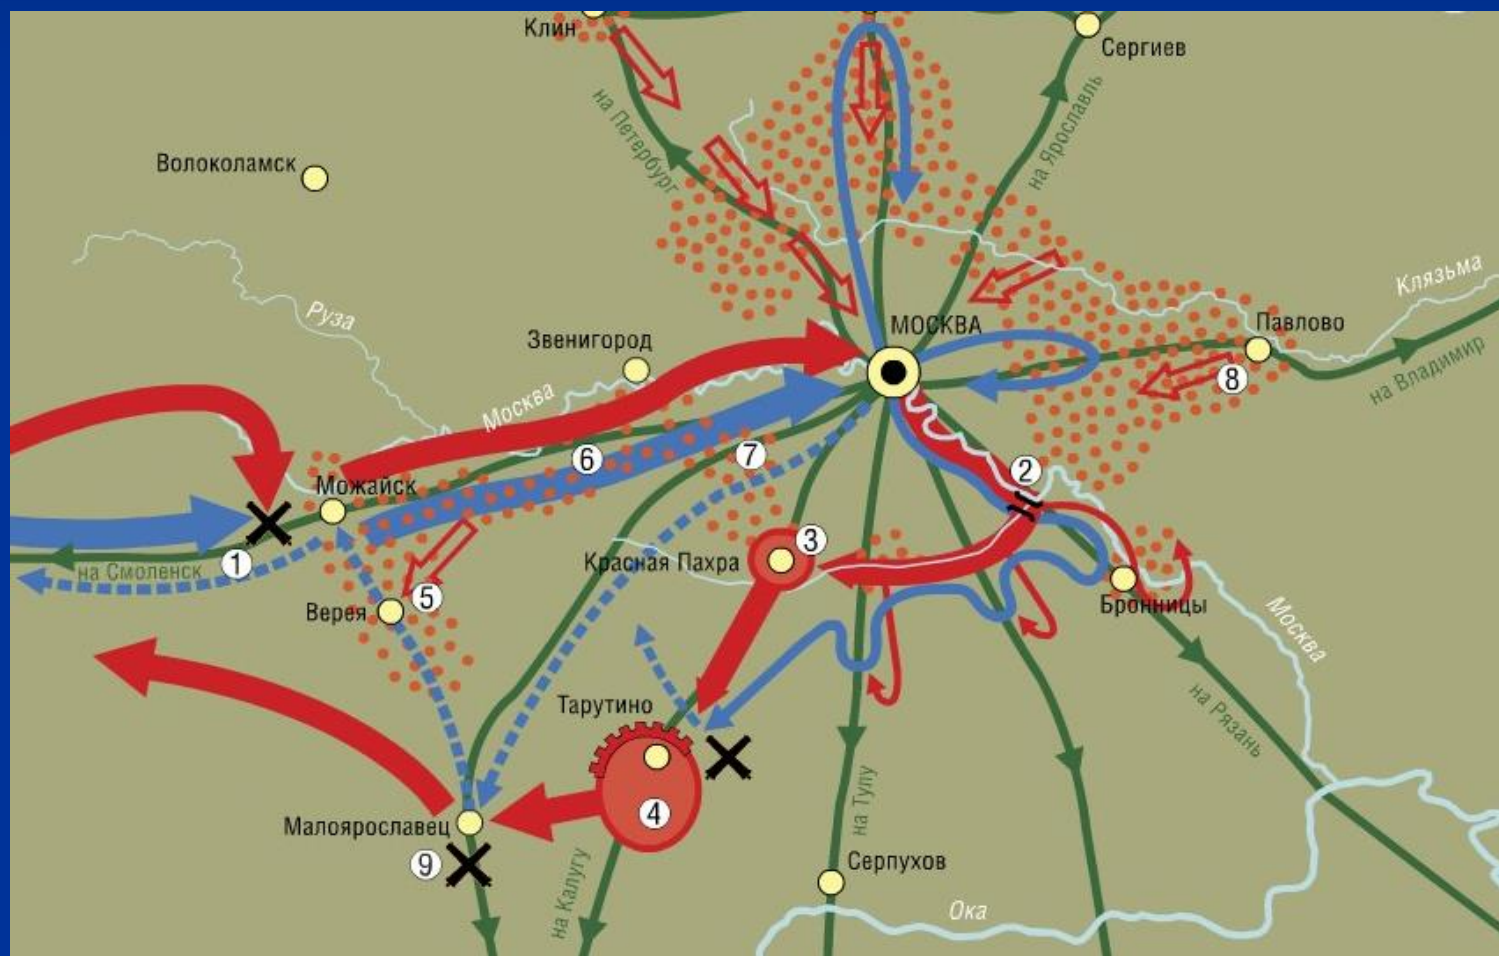 Клин
Сергиев
на Петербург
на Ярославль
Волоколамск
Руза
Клязьма
МОСКВА
Павлово
Звенигород
на Владимир
8
Москва
6
7
2
Можайск
1
на Смоленск
3
Красная Пахра
5
Верея
Бронницы
Москва
на Рязань
Тарутино
4
Малоярославец
9
на Калугу
на Тулу
Серпухов
Ока